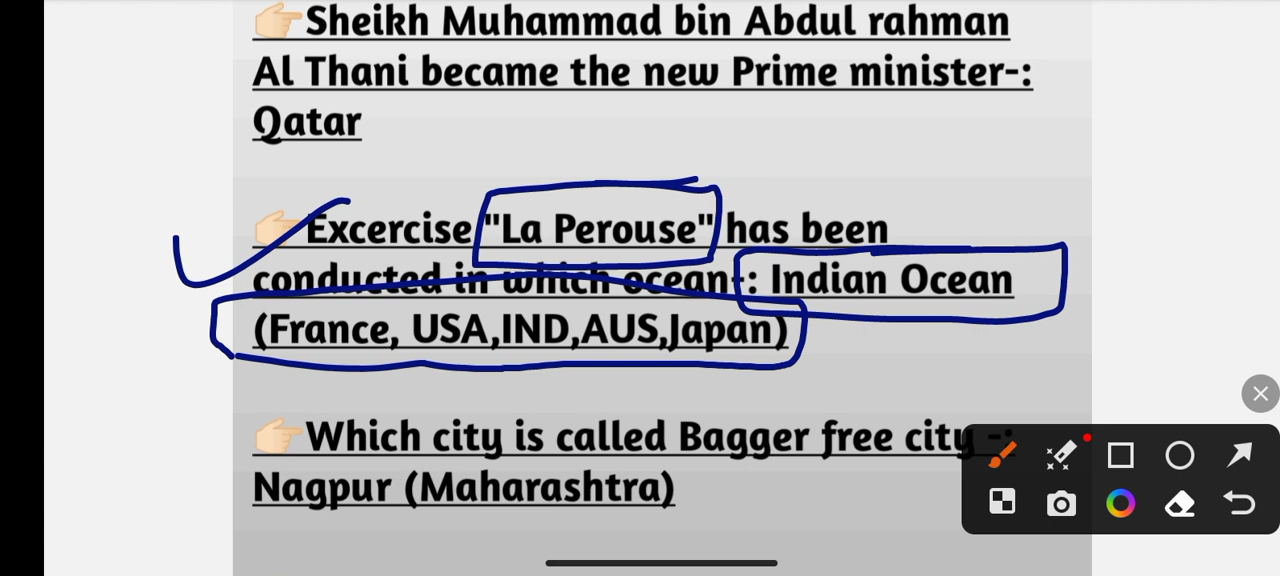 👉🏻Sheikh Muhammad bin Abdul rahman
Al Thani became the new Prime minister-:
Qatar
👉🏻Excercise "La Perouse" has been
conducted in which ocean-: Indian Ocean
(France, USA,IND,AUS,Japan)
👉🏻Which city is called Bagger free city -:
Nagpur (Maharashtra)